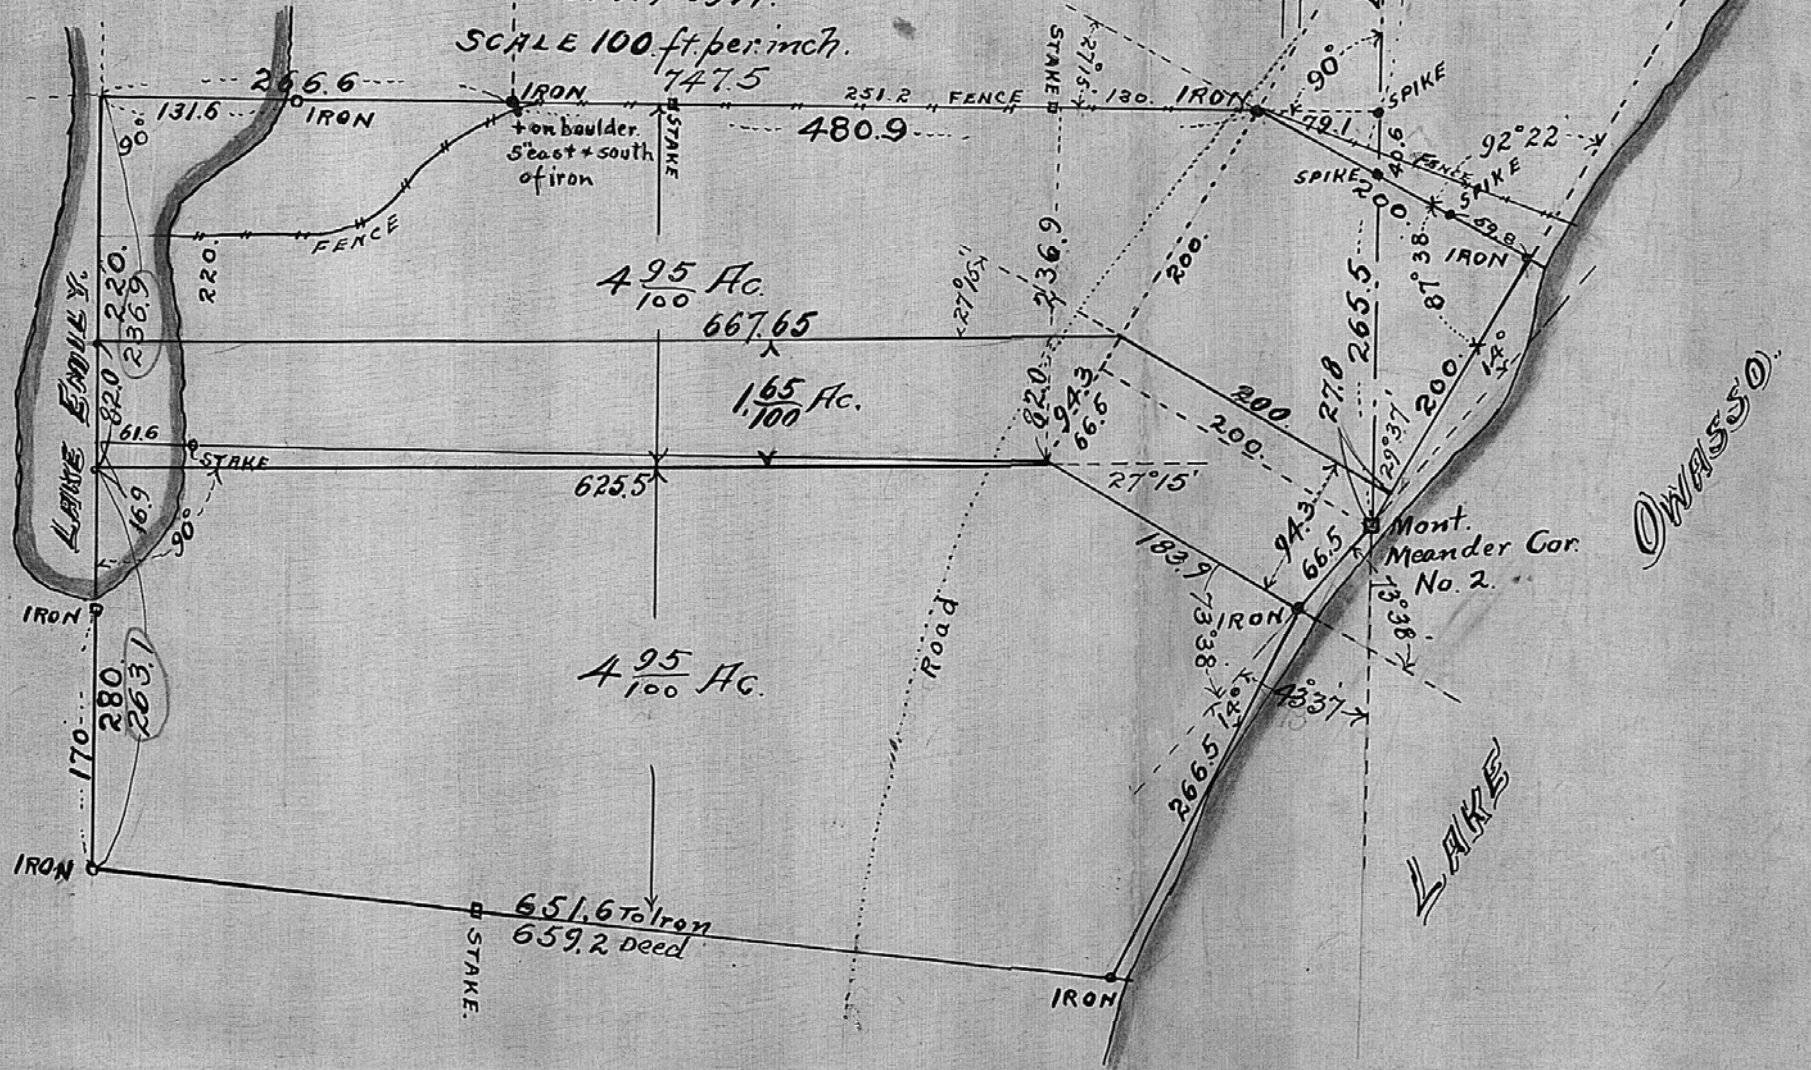 SCALE 100 ft. per. inch.
266.6
747.5
131.6
IRON
IRON
+ on boulder
5" east + south
of iron
STAKE
251.2
FENCE
480.9
STAKE
27°15'
130.
IRON
90°
SPIKE
79.1
40.6
FENCE
92°22'
SPIKE
SPIKE
200.
59.8
IRON
87°38'
90°
FENCE
220.
220.
236.9
LAKE EMILY.
4 95/100 Ac.
667.65
27°15'
236.9
200.
265.5
27.8
29°37'
200.
14°
82.0
1.65/100 Ac.
82.0
94.3
66.6
200.
200.
61.6
STAKE
625.5
27°15'
16.9
90°
183.9
94.3
66.5
Mont.
Meander Cor.
No. 2.
73°38'
IRON
IRON
73°38'
43°37'
14°
266.5
280.
263.1
170
4 95/100 Ac.
Road
OWASSO.
LAKE
IRON
STAKE.
651.6 To Iron
659.2 Deed
IRON